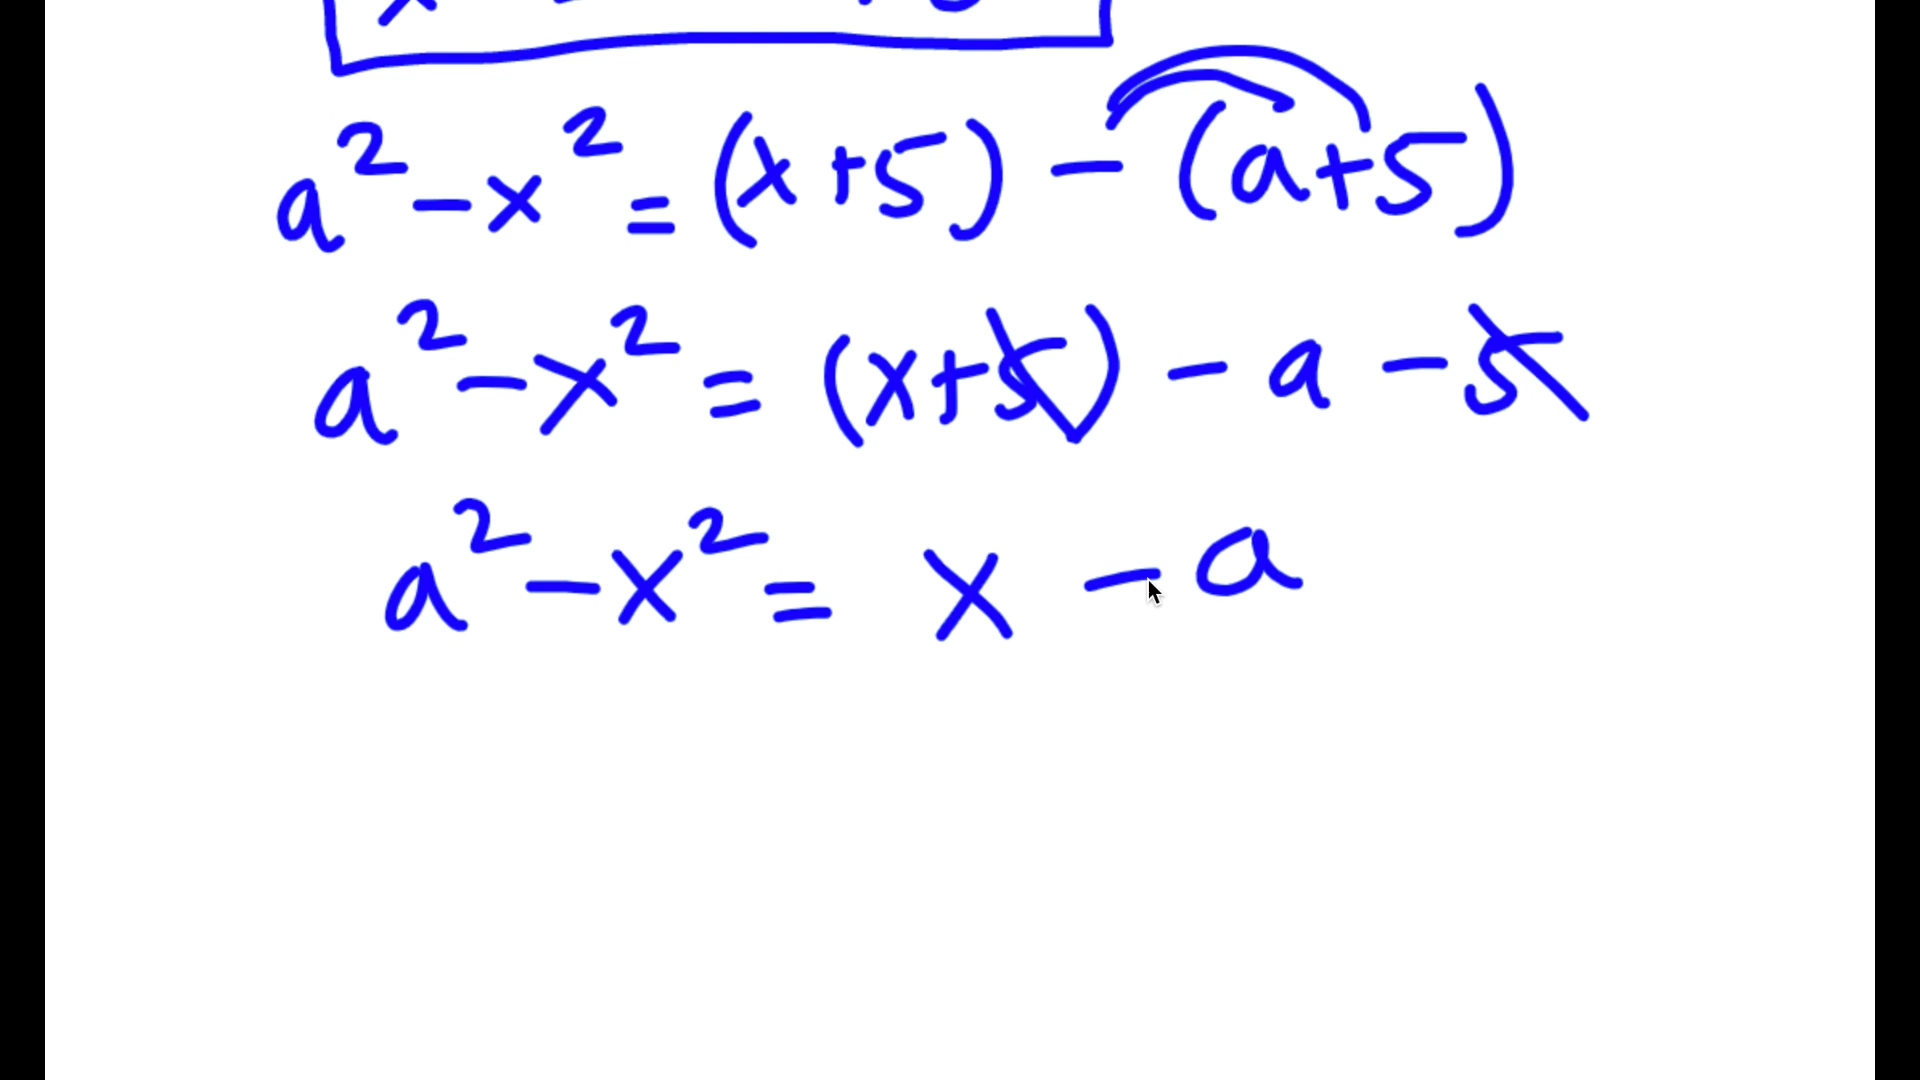 a² - x² = (x + 5) - (a + 5)
a² - x² = (x + 5) - a - 5
a² - x² = x - a